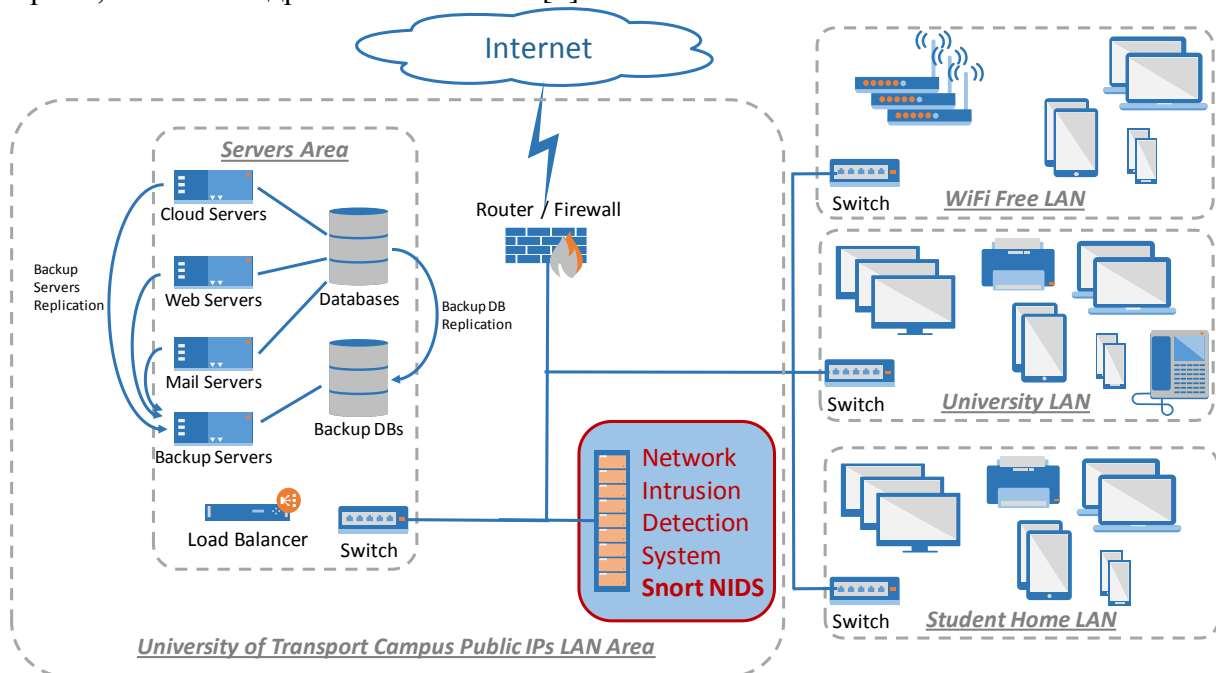 Internet
Servers Area
Cloud Servers
Backup
Servers
Replication
Web Servers
Databases
Backup DB
Replication
Mail Servers
Backup Servers
Backup DBs
Load Balancer
Switch
Router / Firewall
Network
Intrusion
Detection
System
Snort NIDS
University of Transport Campus Public IPs LAN Area
Switch
WiFi Free LAN
Switch
University LAN
Switch
Student Home LAN